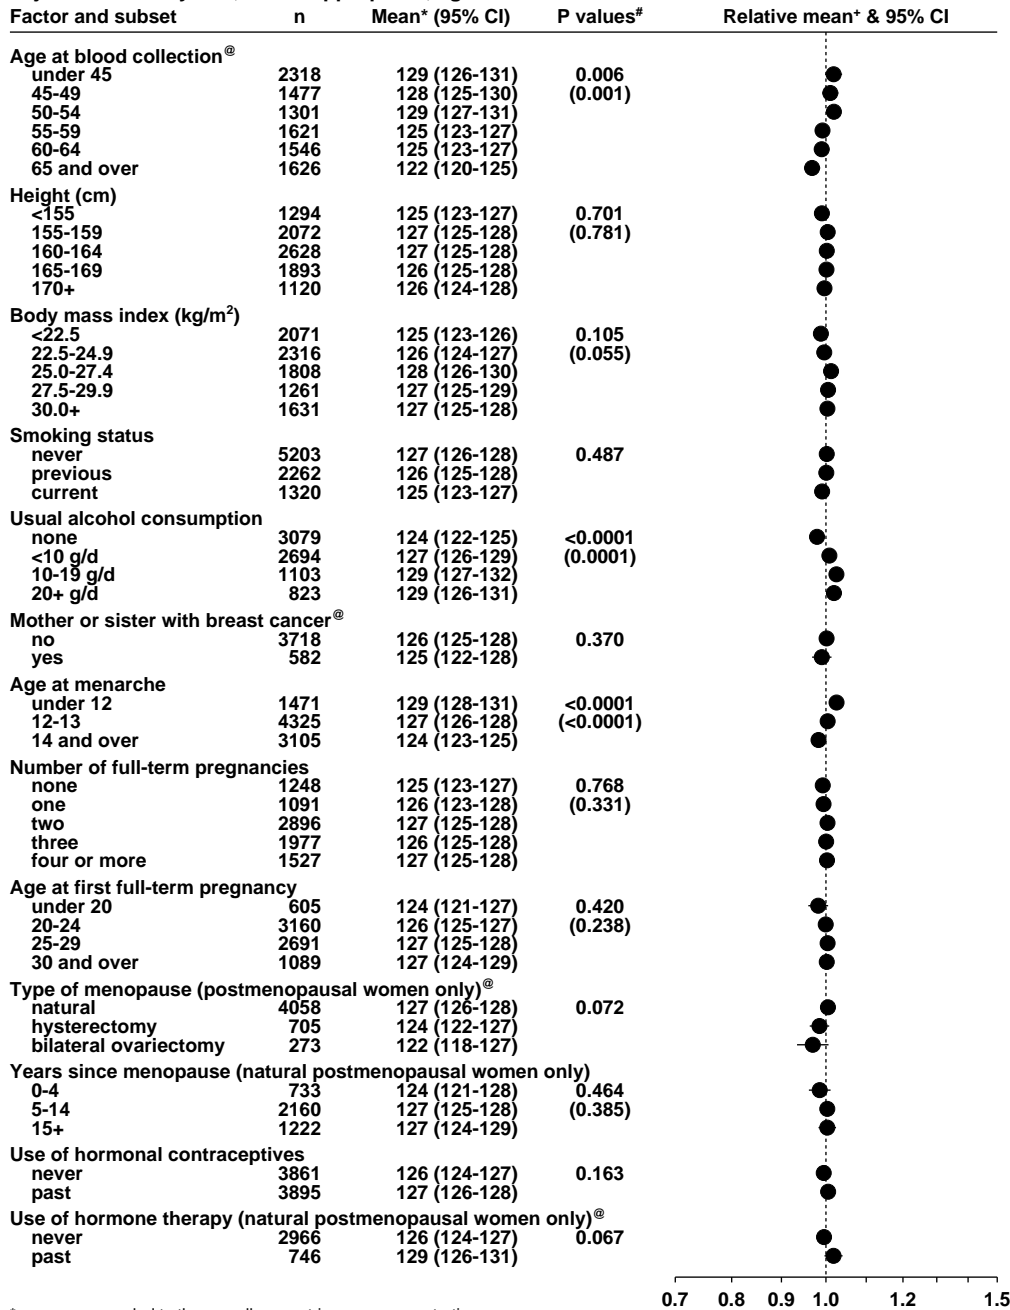 Factor and subset n Mean* (95% CI) P values# Relative mean+ & 95% CI
Age at blood collection@
under 45 2318 129 (126-131) 0.006
45-49 1477 128 (125-130) (0.001)
50-54 1301 129 (127-131)
55-59 1621 125 (123-127)
60-64 1546 125 (123-127)
65 and over 1626 122 (120-125)
Height (cm)
<155 1294 125 (123-127) 0.701
155-159 2072 127 (125-128) (0.781)
160-164 2628 127 (125-128)
165-169 1893 126 (125-128)
170+ 1120 126 (124-128)
Body mass index (kg/m2)
<22.5 2071 125 (123-126) 0.105
22.5-24.9 2316 126 (124-127) (0.055)
25.0-27.4 1808 128 (126-130)
27.5-29.9 1261 127 (125-129)
30.0+ 1631 127 (125-128)
Smoking status
never 5203 127 (126-128) 0.487
previous 2262 126 (125-128)
current 1320 125 (123-127)
Usual alcohol consumption
none 3079 124 (122-125) <0.0001
<10 g/d 2694 127 (126-129) (0.0001)
10-19 g/d 1103 129 (127-132)
20+ g/d 823 129 (126-131)
Mother or sister with breast cancer@
no 3718 126 (125-128) 0.370
yes 582 125 (122-128)
Age at menarche
under 12 1471 129 (128-131) <0.0001
12-13 4325 127 (126-128) (<0.0001)
14 and over 3105 124 (123-125)
Number of full-term pregnancies
none 1248 125 (123-127) 0.768
one 1091 126 (123-128) (0.331)
two 2896 127 (125-128)
three 1977 126 (125-128)
four or more 1527 127 (125-128)
Age at first full-term pregnancy
under 20 605 124 (121-127) 0.420
20-24 3160 126 (125-127) (0.238)
25-29 2691 127 (125-128)
30 and over 1089 127 (124-129)
Type of menopause (postmenopausal women only)@
natural 4058 127 (126-128) 0.072
hysterectomy 705 124 (122-127)
bilateral ovariectomy 273 122 (118-127)
Years since menopause (natural postmenopausal women only)
0-4 733 124 (121-128) 0.464
5-14 2160 127 (125-128) (0.385)
15+ 1222 127 (124-129)
Use of hormonal contraceptives
never 3861 126 (124-127) 0.163
past 3895 127 (126-128)
Use of hormone therapy (natural postmenopausal women only)@
never 2966 126 (124-127) 0.067
past 746 129 (126-131)
0.7 0.8 0.9 1.0 1.2 1.5